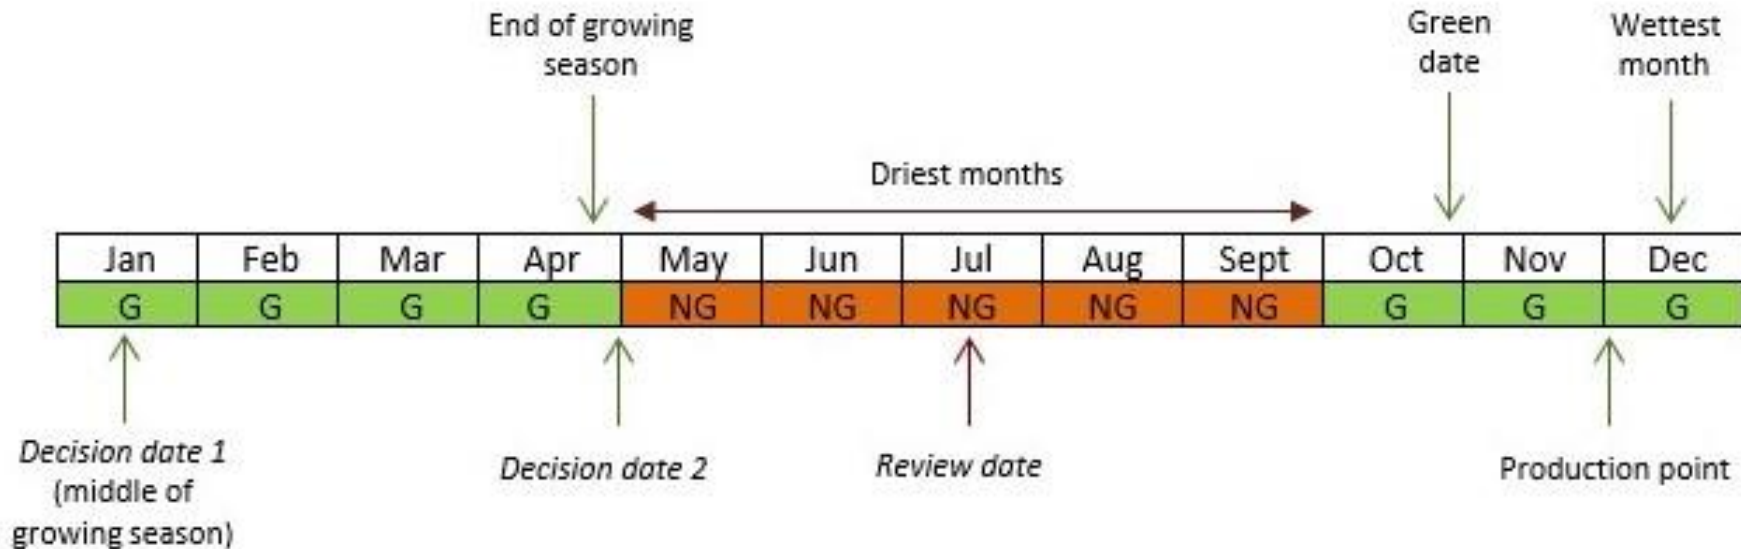 End of growing
season
Green
date
Wettest
month
Driest months
Jan Feb Mar Apr May Jun Jul Aug Sept Oct Nov Dec
G G G G NG NG NG NG NG G G G
Decision date 1
(middle of
growing season)
Decision date 2
Review date
Production point